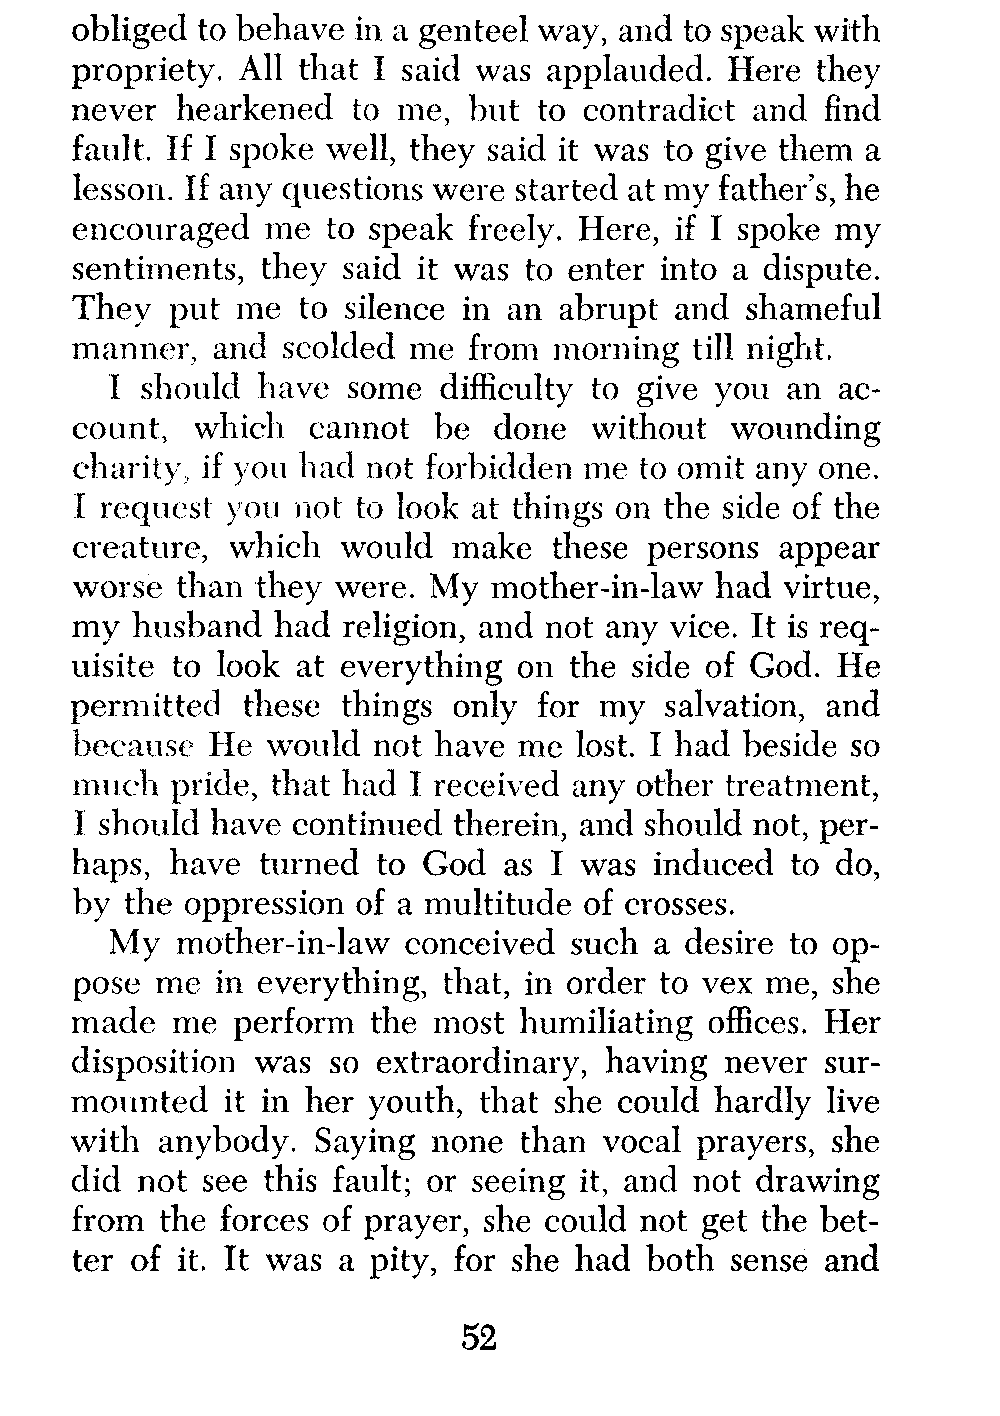 obliged to behave in a genteel way, and to speak with
propriety. All that I said was applauded. Here they
never hearkened to me, but to contradict and find
fault. If I spoke well, they said it was to give them a
lesson. If any questions were started at my father's, he
encouraged me to speak freely. Here, if I spoke my
sentiments, they said it was to enter into a dispute.
They put me to silence in an abrupt and shameful
manner, and scolded me from morning till night.
I should have some difficulty to give you an ac-
count, which cannot be done without wounding
charity, if you had not forbidden me to omit any one.
I request you not to look at things on the side of the
creature, which would make these persons appear
worse than they were. My mother-in-law had virtue,
my husband had religion, and not any vice. It is req-
uisite to look at everything on the side of God. He
permitted these things only for my salvation, and
because He would not have me lost. I had beside so
much pride, that had I received any other treatment,
I should have continued therein, and should not, per-
haps, have turned to God as I was induced to do,
by the oppression of a multitude of crosses.
My mother-in-law conceived such a desire to op-
pose me in everything, that, in order to vex me, she
made me perform the most humiliating offices. Her
disposition was so extraordinary, having never sur-
mounted it in her youth, that she could hardly live
with anybody. Saying none than vocal prayers, she
did not see this fault; or seeing it, and not drawing
from the forces of prayer, she could not get the bet-
ter of it. It was a pity, for she had both sense and
52